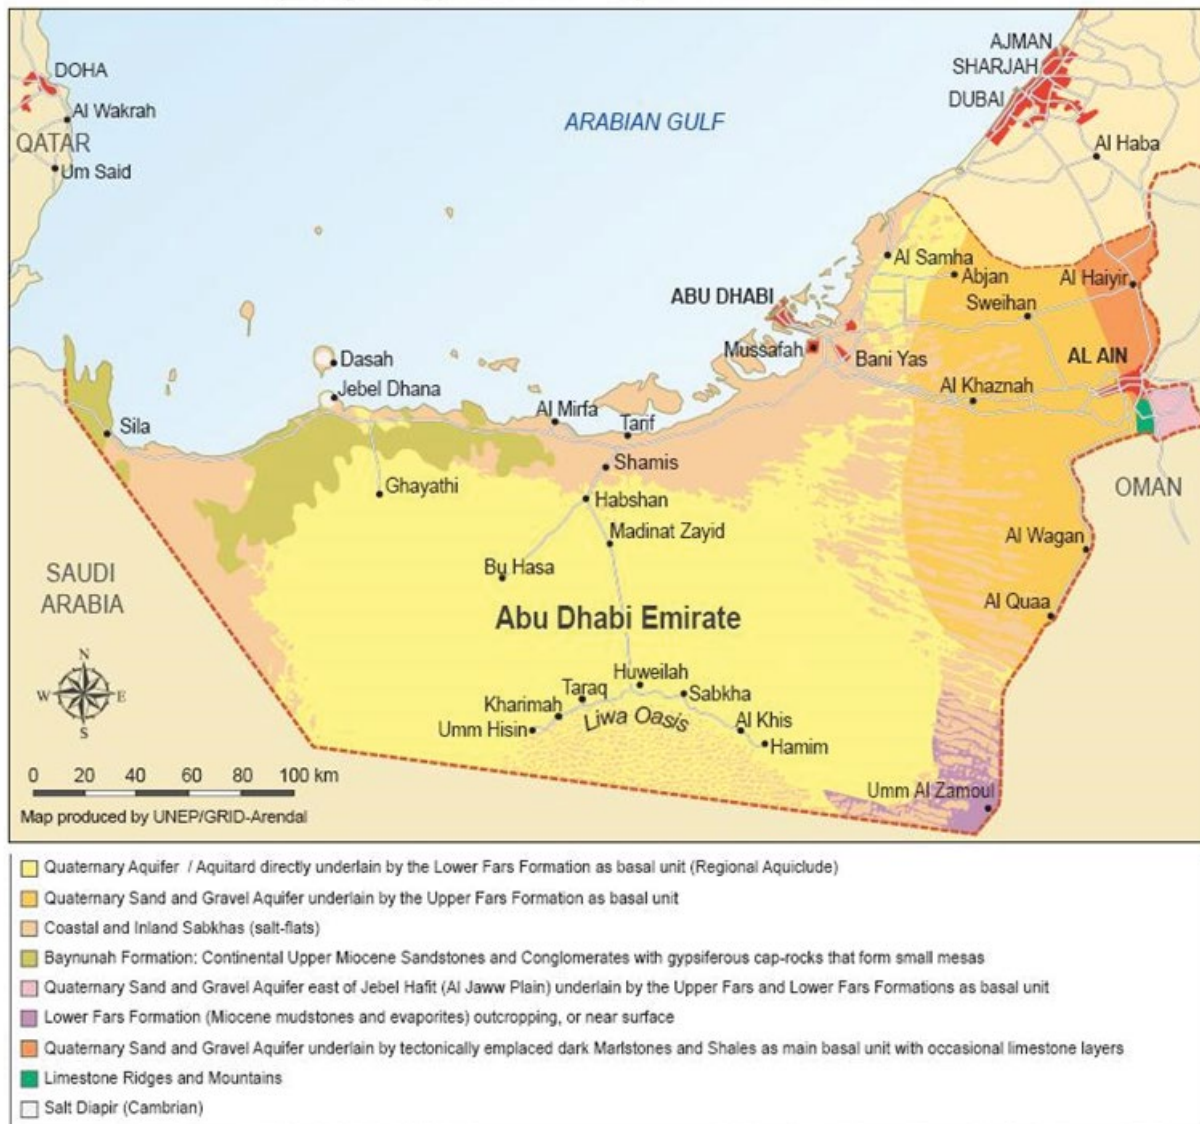 AJMAN
SHARJAH
DUBAI
DOHA
Al Wakrah
QATAR
Um Said
ARABIAN GULF
Al Haba
Al Samha
Abjan
Al Haiyir
ABU DHABI
Sweihan
Mussafah
Bani Yas
AL AIN
Dasah
Jebel Dhana
Al Khaznah
Sila
Al Mirfa
Tarif
Shamis
Ghayathi
Habshan
OMAN
Madinat Zayid
Al Wagan
Bu Hasa
SAUDI
ARABIA
Abu Dhabi Emirate
Al Quaa
N
W
E
S
Huweilah
Taraq
Sabkha
Kharimah
Liwa Oasis
Al Khis
Umm Hisin
Hamim
0 20 40 60 80 100 km
Umm Al Zamoul
Map produced by UNEP/GRID-Arendal
Quaternary Aquifer / Aquitard directly underlain by the Lower Fars Formation as basal unit (Regional Aquiclude)
Quaternary Sand and Gravel Aquifer underlain by the Upper Fars Formation as basal unit
Coastal and Inland Sabkhas (salt-flats)
Baynunah Formation: Continental Upper Miocene Sandstones and Conglomerates with gypsiferous cap-rocks that form small mesas
Quaternary Sand and Gravel Aquifer east of Jebel Hafit (Al Jaww Plain) underlain by the Upper Fars and Lower Fars Formations as basal unit
Lower Fars Formation (Miocene mudstones and evaporites) outcropping, or near surface
Quaternary Sand and Gravel Aquifer underlain by tectonically emplaced dark Marlstones and Shales as main basal unit with occasional limestone layers
Limestone Ridges and Mountains
Salt Diapir (Cambrian)